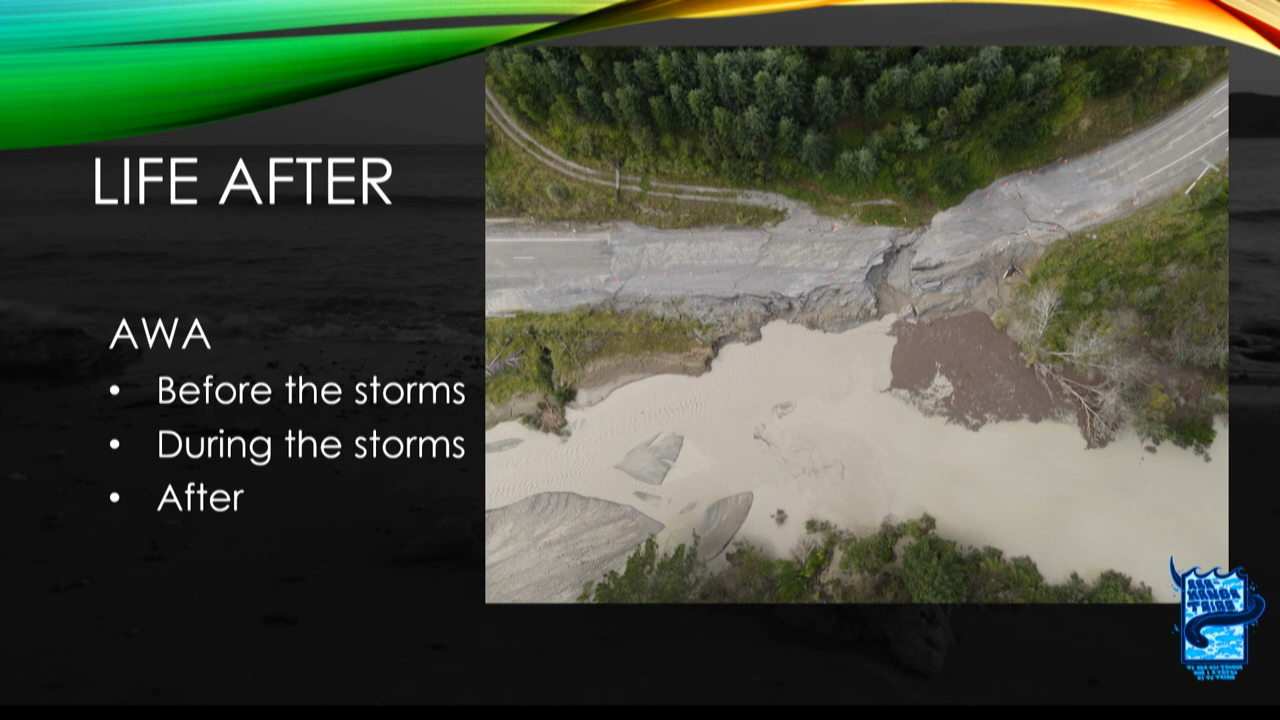 LIFE AFTER
AWA
• Before the storms
• During the storms
• After